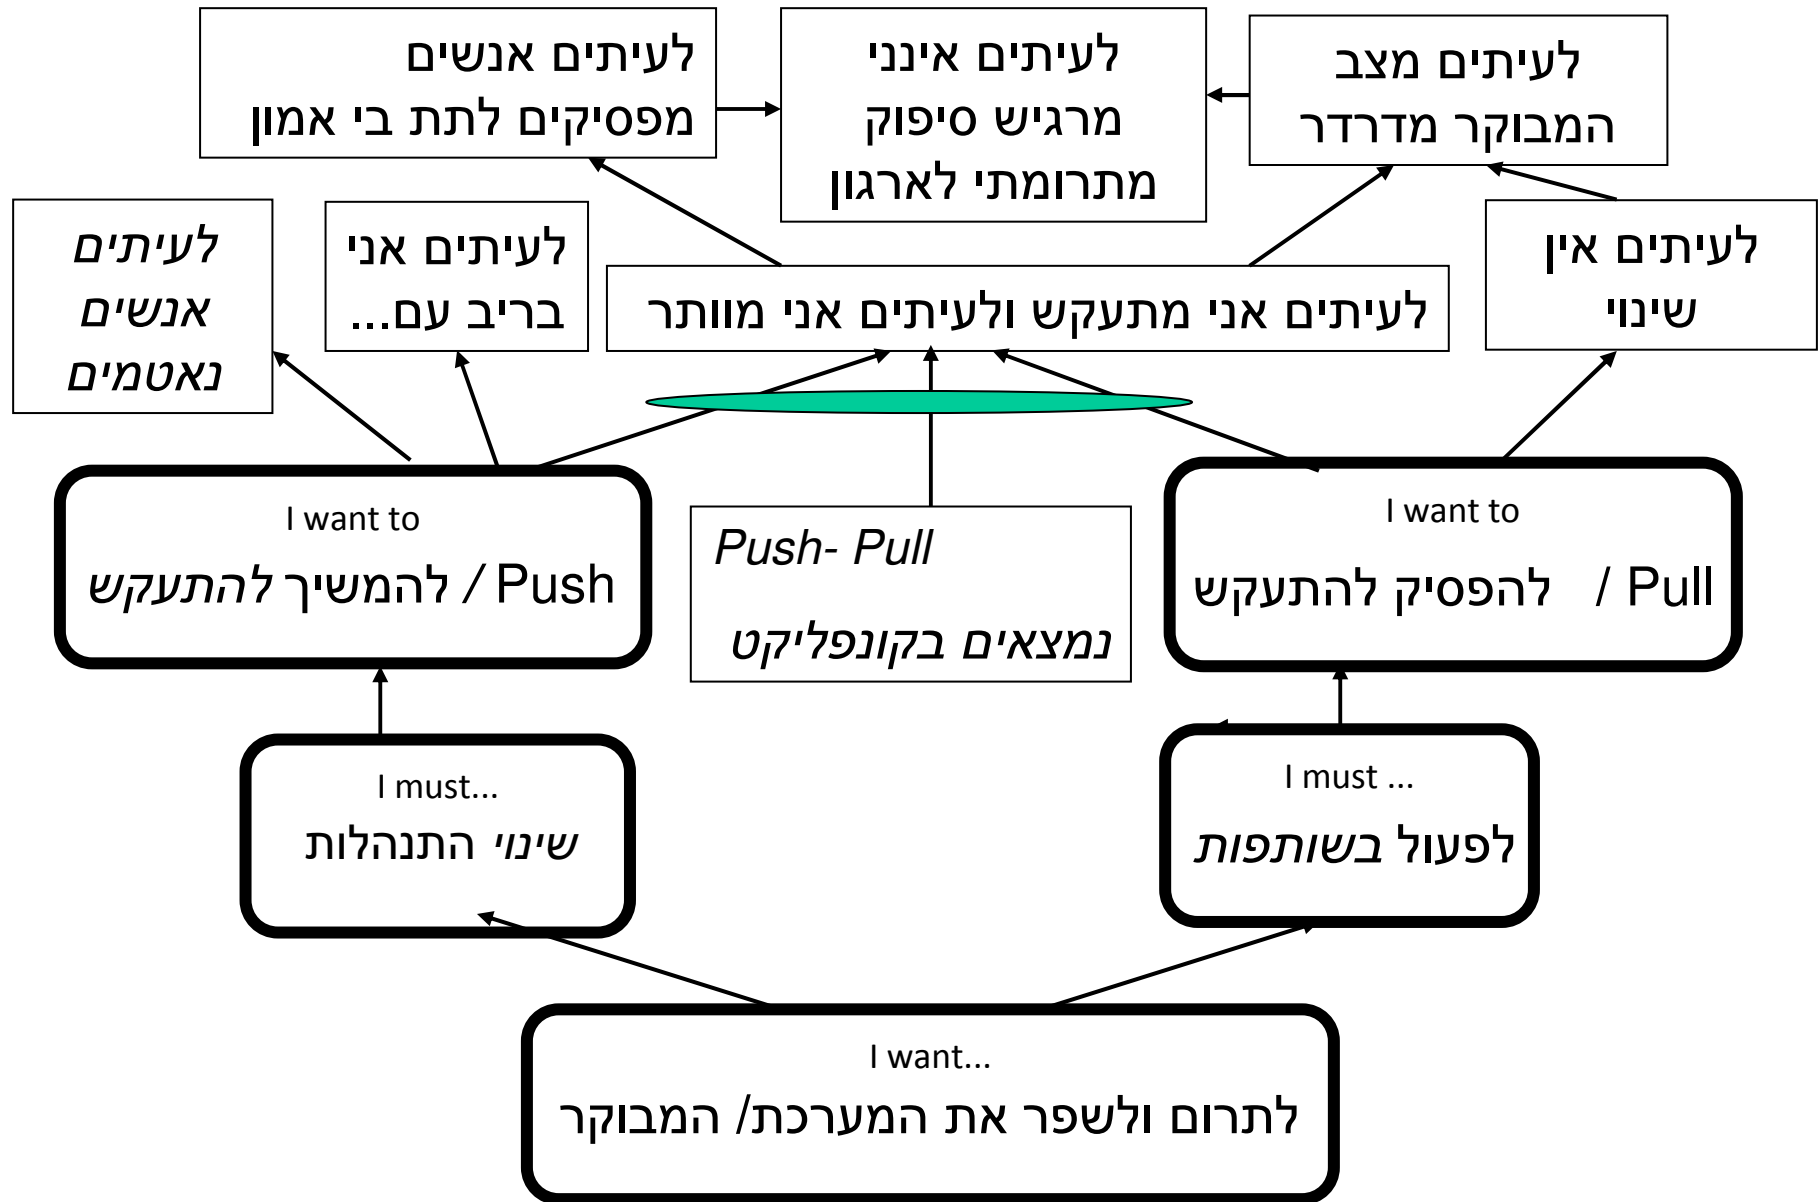 לעיתים מצב
המבוקר מדרדר
לעיתים אינני
מרגיש סיפוק
מתרומתי לארגון
לעיתים אנשים
מפסיקים לתת בי אמון
לעיתים אין
שינוי
לעיתים אני מתעקש ולעיתים אני מוותר
לעיתים אני
בריב עם...
לעיתים
אנשים
נאטמים
I want to
Pull / להפסיק להתעקש
Push- Pull
נמצאים בקונפליקט
I want to
Push / להמשיך להתעקש
I must ...
לפעול בשותפות
I must...
שינוי התנהלות
I want...
לתרום ולשפר את המערכת/ המבוקר